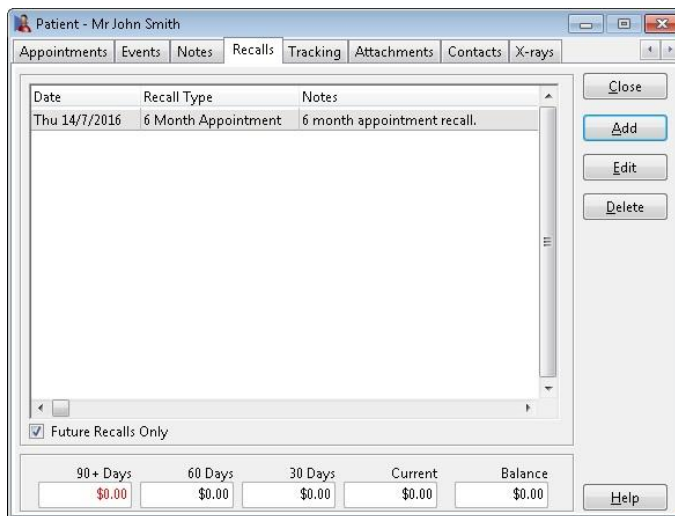 Patient - Mr John Smith
Appointments Events Notes Recalls Tracking Attachments Contacts X-rays
Date Recall Type Notes
Thu 14/7/2016 6 Month Appointment 6 month appointment recall.
Close
Add
Edit
Delete
Future Recalls Only
90+ Days 60 Days 30 Days Current Balance
$0.00 $0.00 $0.00 $0.00 $0.00
Help